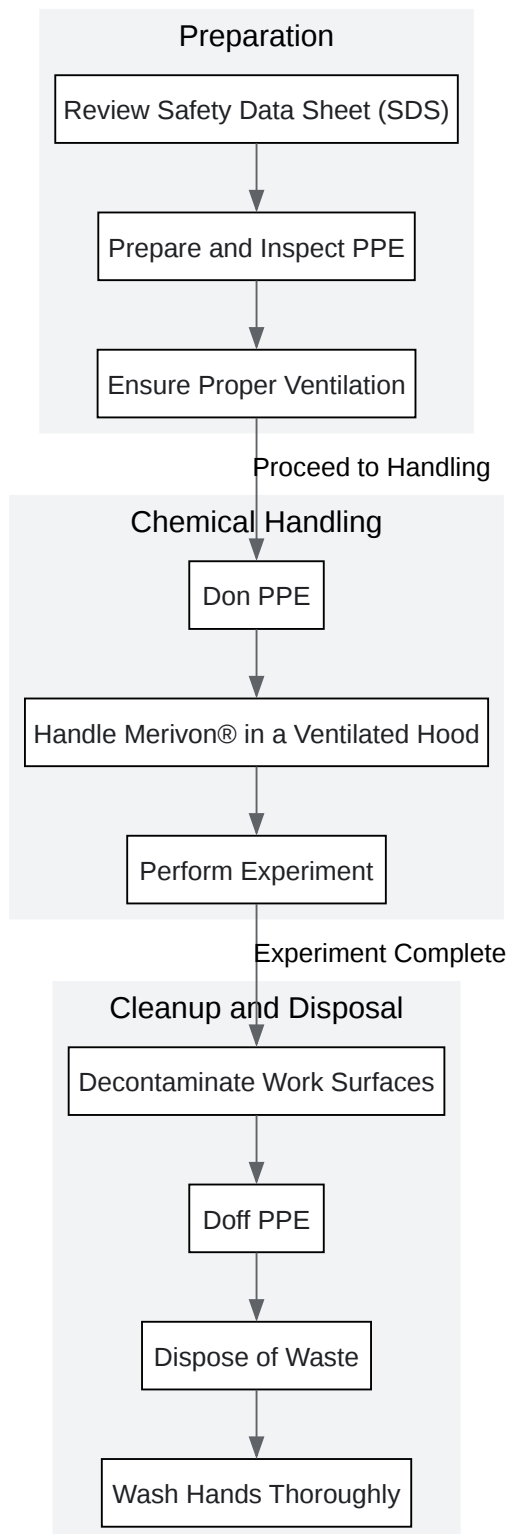 Preparation
Review Safety Data Sheet (SDS)
Prepare and Inspect PPE
Ensure Proper Ventilation
Proceed to Handling
Chemical Handling
Don PPE
Handle Merivon® in a Ventilated Hood
Perform Experiment
Experiment Complete
Cleanup and Disposal
Decontaminate Work Surfaces
Doff PPE
Dispose of Waste
Wash Hands Thoroughly